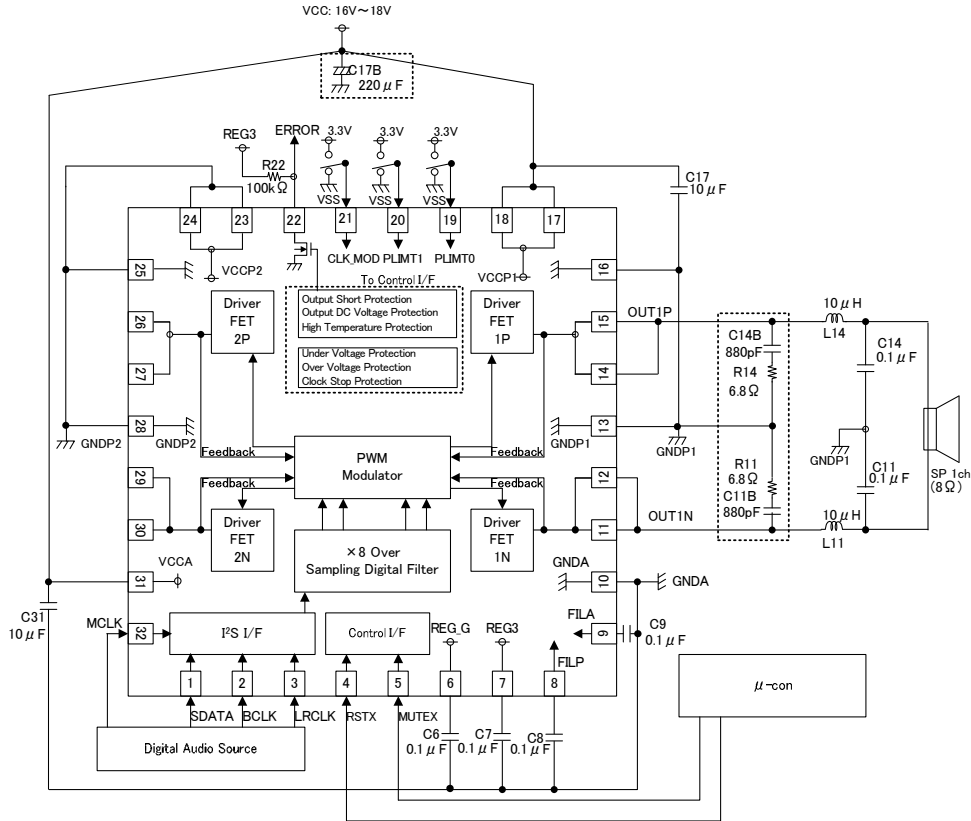 VCC: 16V～18V
C17B
220μF
REG3
ERROR
3.3V
3.3V
3.3V
R22
100kΩ
VSS
VSS
VSS
C17
10μF
24
23
22
21
20
19
18
17
CLK_MOD
PLIMT1
PLIMT0
VCCP2
VCCP1
To Control I/F
25
16
Output Short Protection
Output DC Voltage Protection
High Temperature Protection
Under Voltage Protection
Over Voltage Protection
Clock Stop Protection
Driver
FET
2P
Driver
FET
1P
26
27
15
14
OUT1P
10μH
L14
C14B
880pF
R14
6.8Ω
C14
0.1μF
28
GNDP2
GNDP2
13
GNDP1
GNDP1
GNDP1
Feedback
Feedback
PWM
Modulator
Feedback
Feedback
R11
6.8Ω
C11B
880pF
C11
0.1μF
SP 1ch
(8Ω)
29
30
12
11
OUT1N
10μH
L11
Driver
FET
2N
Driver
FET
1N
×8 Over
Sampling Digital Filter
31
VCCA
GNDA
10
GNDA
C31
10μF
MCLK
32
I²S I/F
Control I/F
REG_G
REG3
FILA
9
C9
0.1μF
FILP
1
2
3
4
5
6
7
8
SDATA
BCLK
LRCLK
RSTX
MUTEX
C6
0.1μF
C7
0.1μF
C8
0.1μF
Digital Audio Source
μ-con